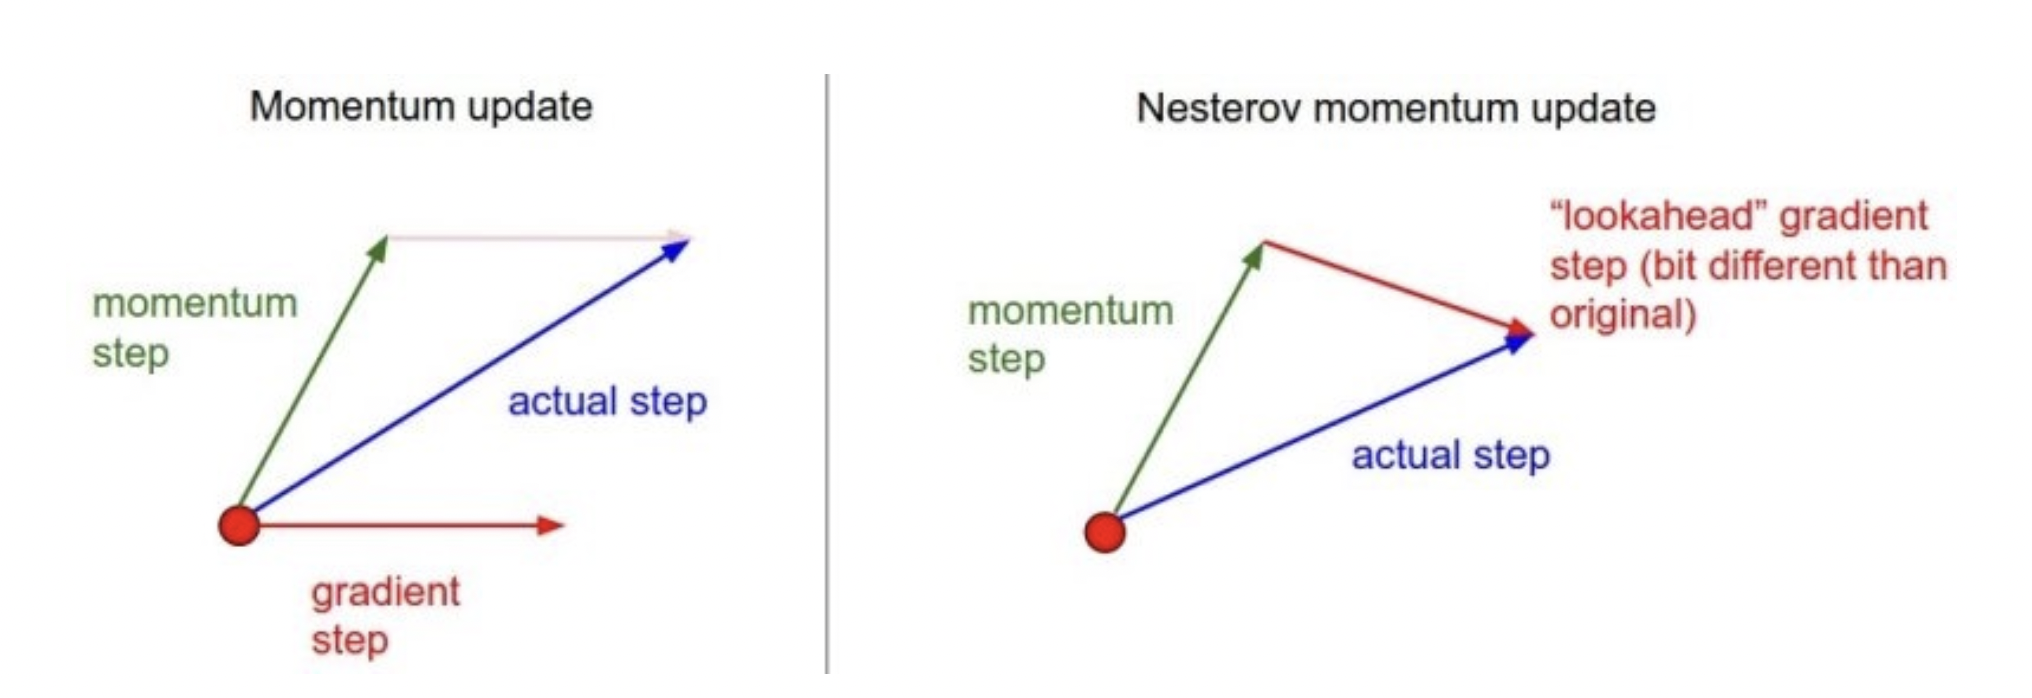 Momentum update
momentum
step
actual step
gradient
step
Nesterov momentum update
“lookahead” gradient
step (bit different than
original)
momentum
step
actual step